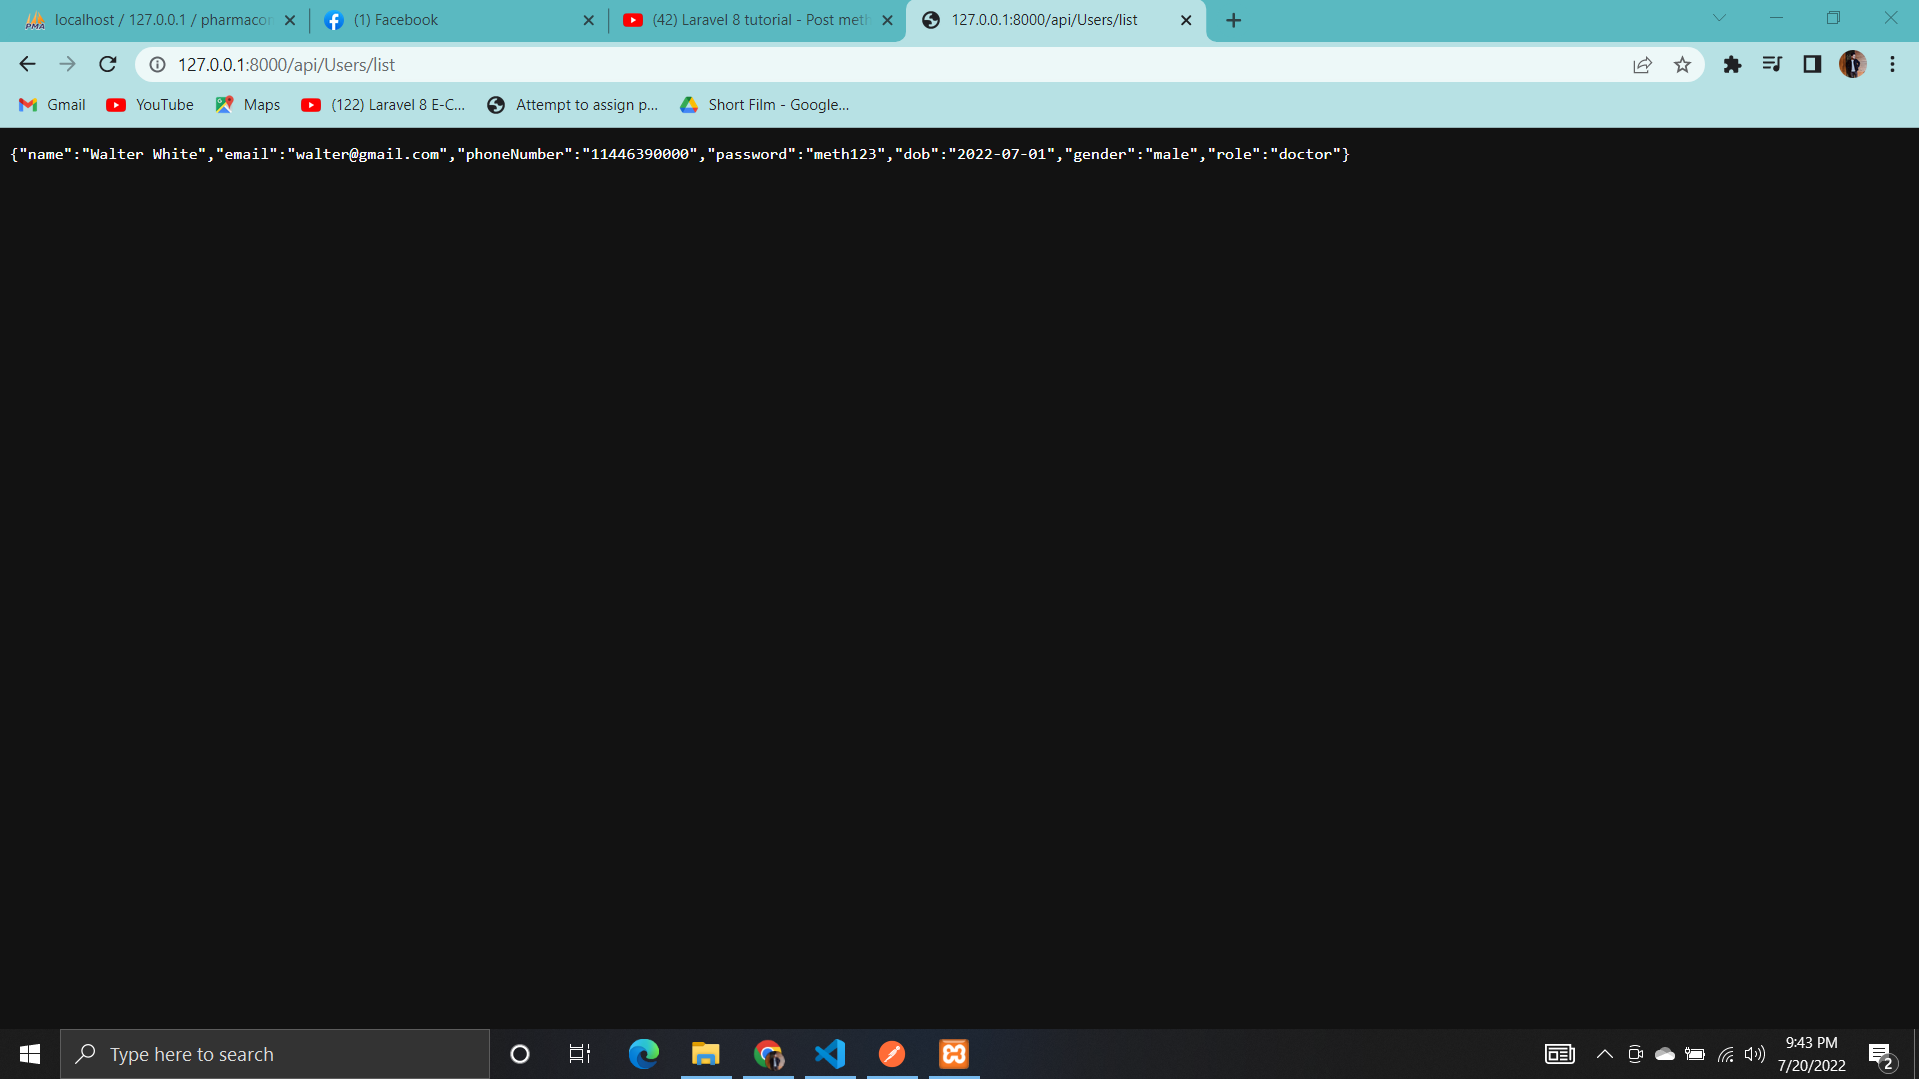 localhost / 127.0.0.1 / pharmacon
(1) Facebook
(42) Laravel 8 tutorial - Post meth
127.0.0.1:8000/api/Users/list
127.0.0.1:8000/api/Users/list
Gmail
YouTube
Maps
(122) Laravel 8 E-C...
Attempt to assign p...
Short Film - Google...
{"name":"Walter White","email":"walter@gmail.com","phoneNumber":"11446390000","password":"meth123","dob":"2022-07-01","gender":"male","role":"doctor"}
Type here to search
9:43 PM
7/20/2022
2